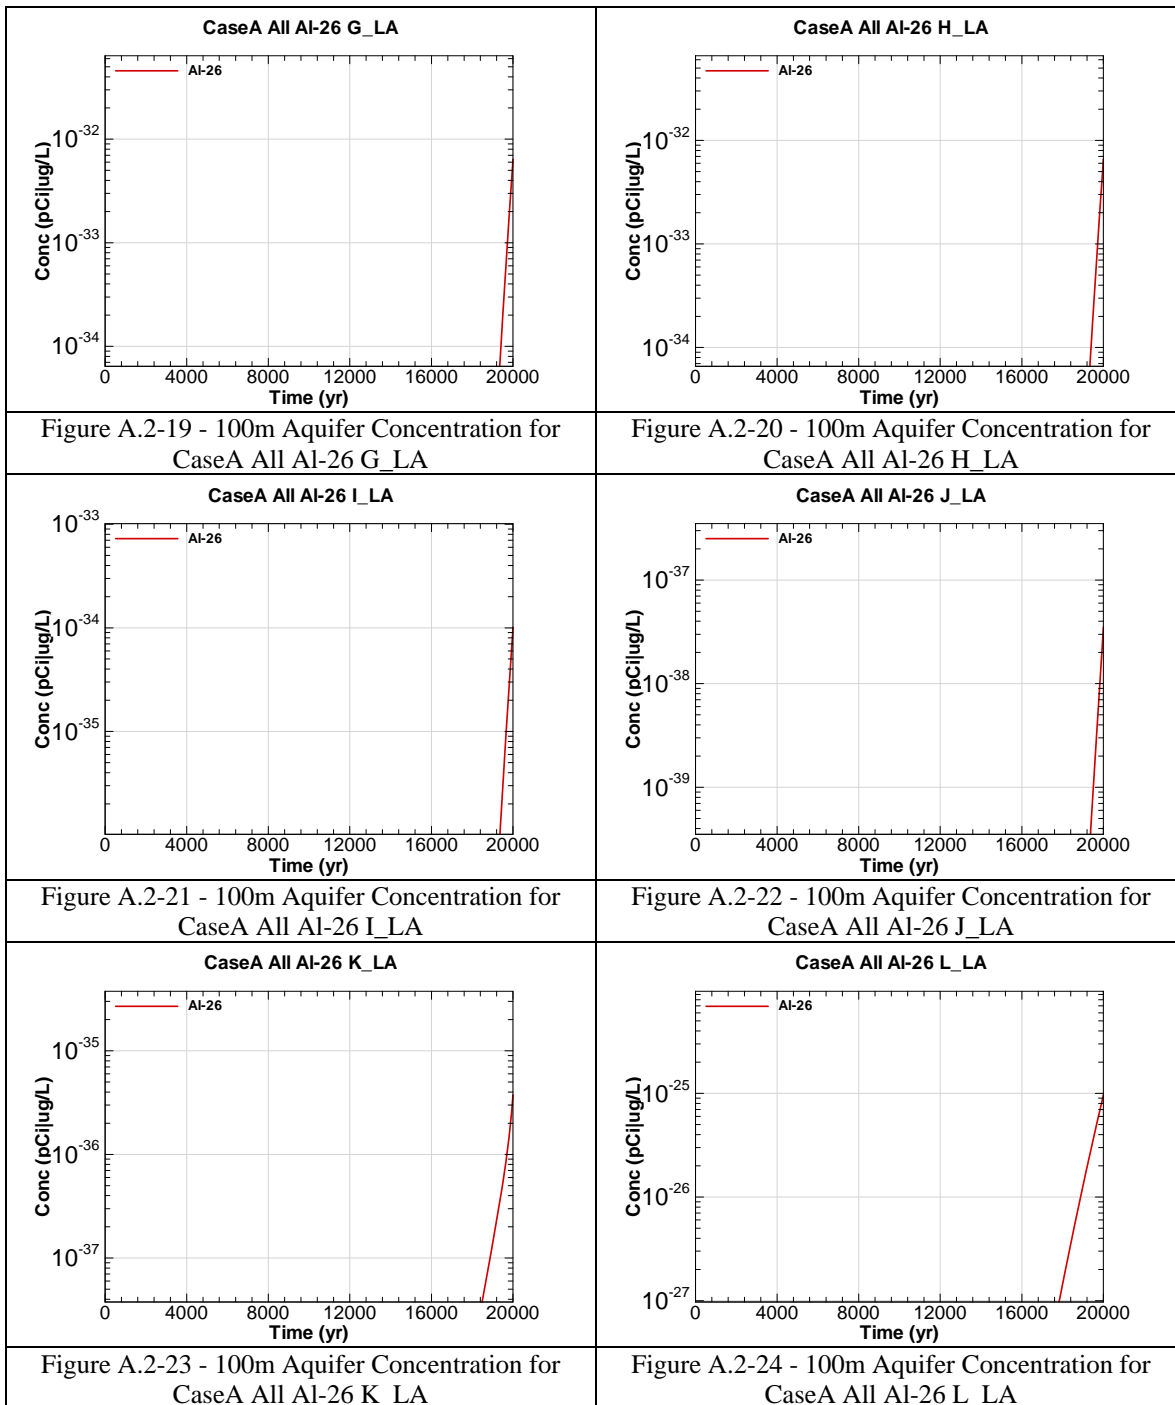 CaseA All Al-26 G_LA
Al-26
10^-32
10^-33
10^-34
Conc (pCi|ug/L)
0 4000 8000 12000 16000 20000
Time (yr)
Figure A.2-19 - 100m Aquifer Concentration for
CaseA All Al-26 G_LA
CaseA All Al-26 H_LA
Al-26
10^-32
10^-33
10^-34
Conc (pCi|ug/L)
0 4000 8000 12000 16000 20000
Time (yr)
Figure A.2-20 - 100m Aquifer Concentration for
CaseA All Al-26 H_LA
CaseA All Al-26 I_LA
Al-26
10^-33
10^-34
10^-35
Conc (pCi|ug/L)
0 4000 8000 12000 16000 20000
Time (yr)
Figure A.2-21 - 100m Aquifer Concentration for
CaseA All Al-26 I_LA
CaseA All Al-26 J_LA
Al-26
10^-37
10^-38
10^-39
Conc (pCi|ug/L)
0 4000 8000 12000 16000 20000
Time (yr)
Figure A.2-22 - 100m Aquifer Concentration for
CaseA All Al-26 J_LA
CaseA All Al-26 K_LA
Al-26
10^-35
10^-36
10^-37
Conc (pCi|ug/L)
0 4000 8000 12000 16000 20000
Time (yr)
Figure A.2-23 - 100m Aquifer Concentration for
CaseA All Al-26 K_LA
CaseA All Al-26 L_LA
Al-26
10^-25
10^-26
10^-27
Conc (pCi|ug/L)
0 4000 8000 12000 16000 20000
Time (yr)
Figure A.2-24 - 100m Aquifer Concentration for
CaseA All Al-26 L_LA